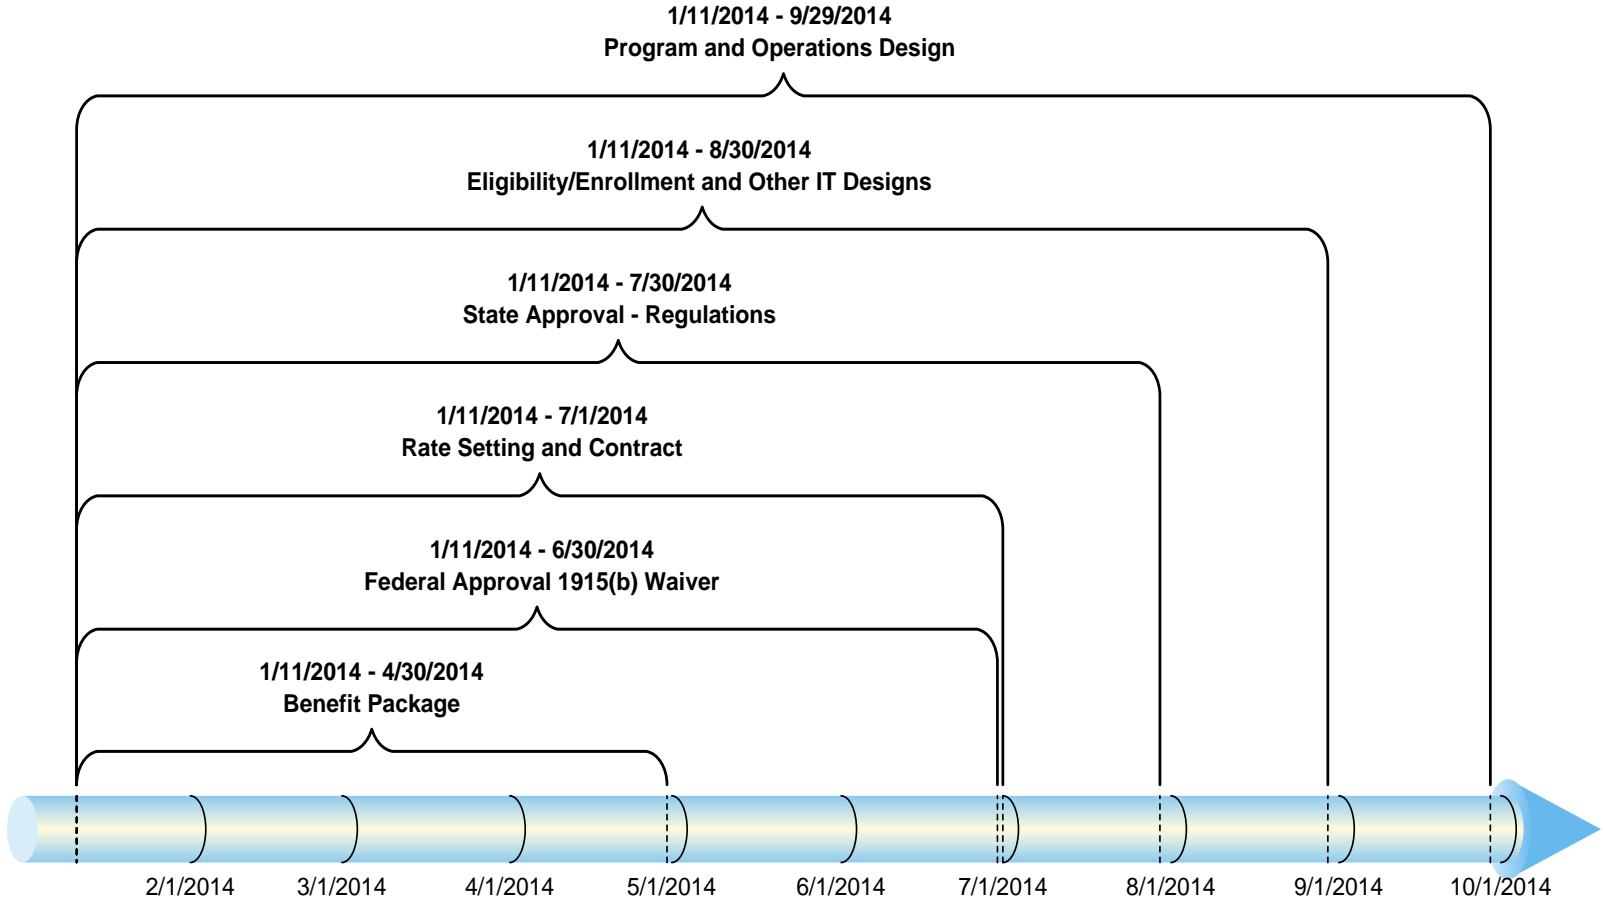 1/11/2014 - 9/29/2014
Program and Operations Design
1/11/2014 - 8/30/2014
Eligibility/Enrollment and Other IT Designs
1/11/2014 - 7/30/2014
State Approval - Regulations
1/11/2014 - 7/1/2014
Rate Setting and Contract
1/11/2014 - 6/30/2014
Federal Approval 1915(b) Waiver
1/11/2014 - 4/30/2014
Benefit Package
2/1/2014 3/1/2014 4/1/2014 5/1/2014 6/1/2014 7/1/2014 8/1/2014 9/1/2014 10/1/2014